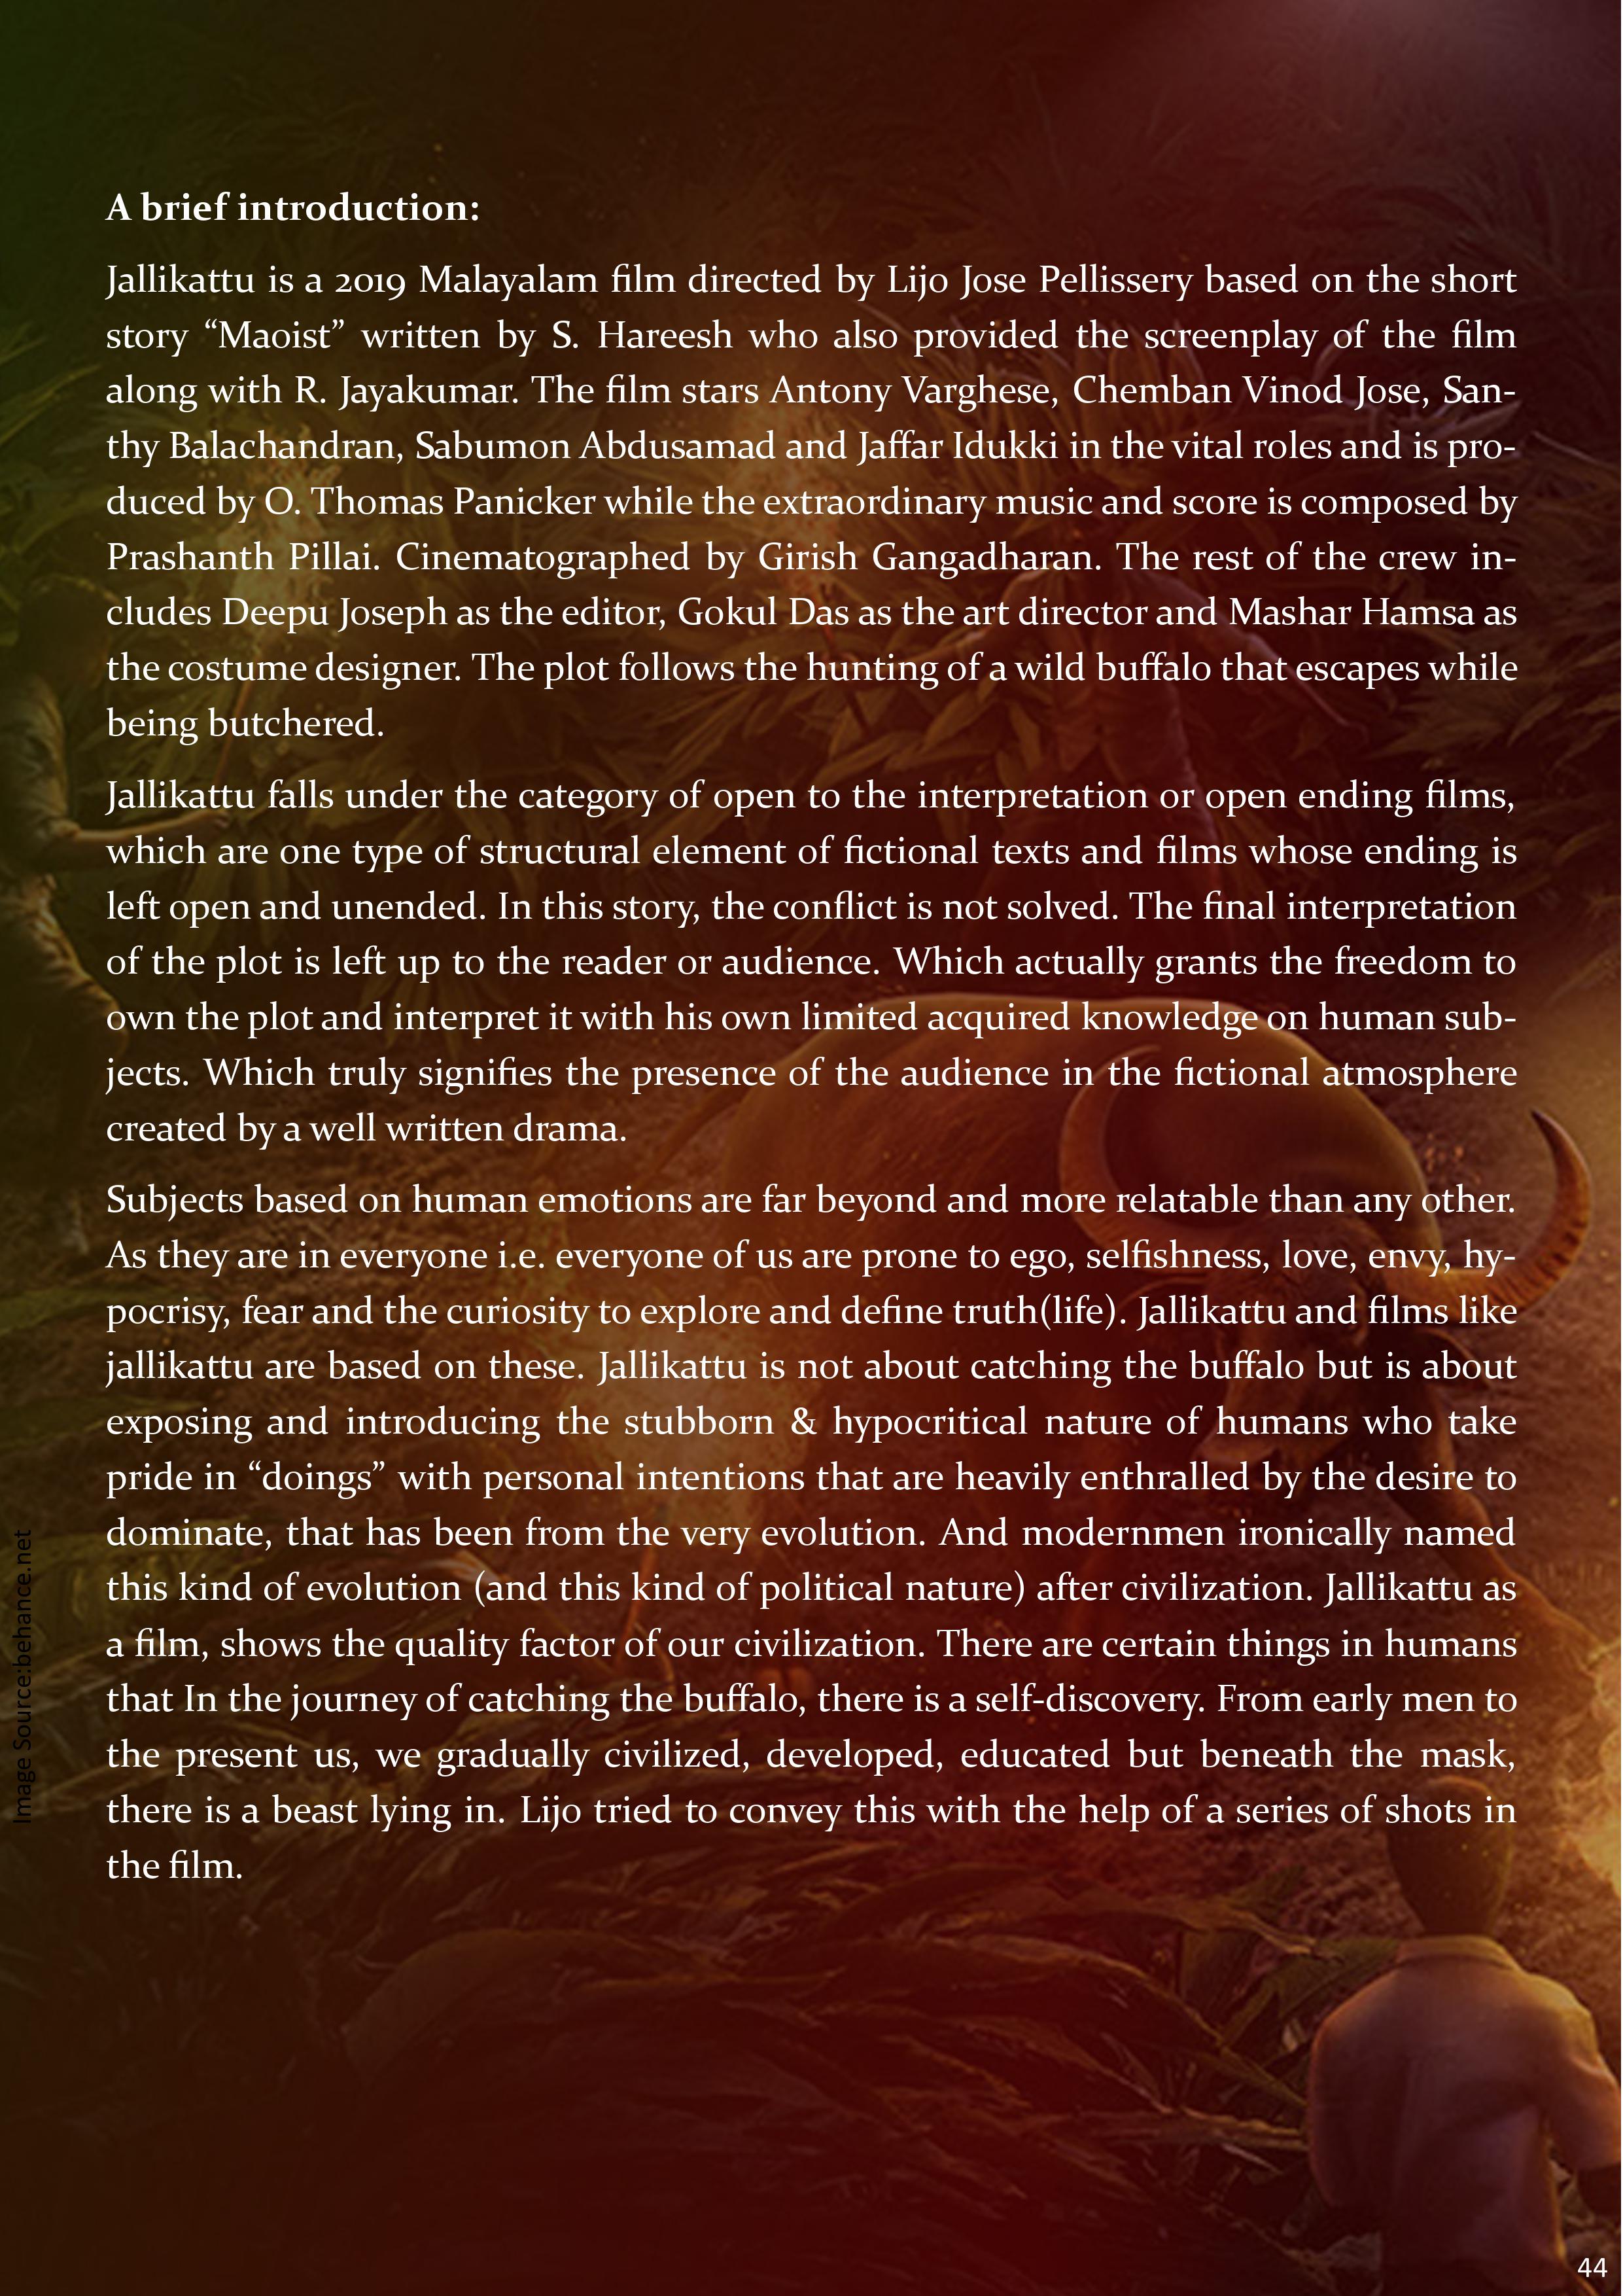 A brief introduction:
Jallikattu is a 2019 Malayalam film directed by Lijo Jose Pellissery based on the short
story “Maoist” written by S. Hareesh who also provided the screenplay of the film
along with R. Jayakumar. The film stars Antony Varghese, Chemban Vinod Jose, San-
thy Balachandran, Sabumon Abdusamad and Jaffar Idukki in the vital roles and is pro-
duced by O. Thomas Panicker while the extraordinary music and score is composed by
Prashanth Pillai. Cinematographed by Girish Gangadharan. The rest of the crew in-
cludes Deepu Joseph as the editor, Gokul Das as the art director and Mashar Hamsa as
the costume designer. The plot follows the hunting of a wild buffalo that escapes while
being butchered.
Jallikattu falls under the category of open to the interpretation or open ending films,
which are one type of structural element of fictional texts and films whose ending is
left open and unended. In this story, the conflict is not solved. The final interpretation
of the plot is left up to the reader or audience. Which actually grants the freedom to
own the plot and interpret it with his own limited acquired knowledge on human sub-
jects. Which truly signifies the presence of the audience in the fictional atmosphere
created by a well written drama.
Subjects based on human emotions are far beyond and more relatable than any other.
As they are in everyone i.e. everyone of us are prone to ego, selfishness, love, envy, hy-
pocrisy, fear and the curiosity to explore and define truth(life). Jallikattu and films like
jallikattu are based on these. Jallikattu is not about catching the buffalo but is about
exposing and introducing the stubborn & hypocritical nature of humans who take
pride in “doings” with personal intentions that are heavily enthralled by the desire to
dominate, that has been from the very evolution. And modernmen ironically named
this kind of evolution (and this kind of political nature) after civilization. Jallikattu as
a film, shows the quality factor of our civilization. There are certain things in humans
that In the journey of catching the buffalo, there is a self-discovery. From early men to
the present us, we gradually civilized, developed, educated but beneath the mask,
there is a beast lying in. Lijo tried to convey this with the help of a series of shots in
the film.
Image Source:behance.net
44